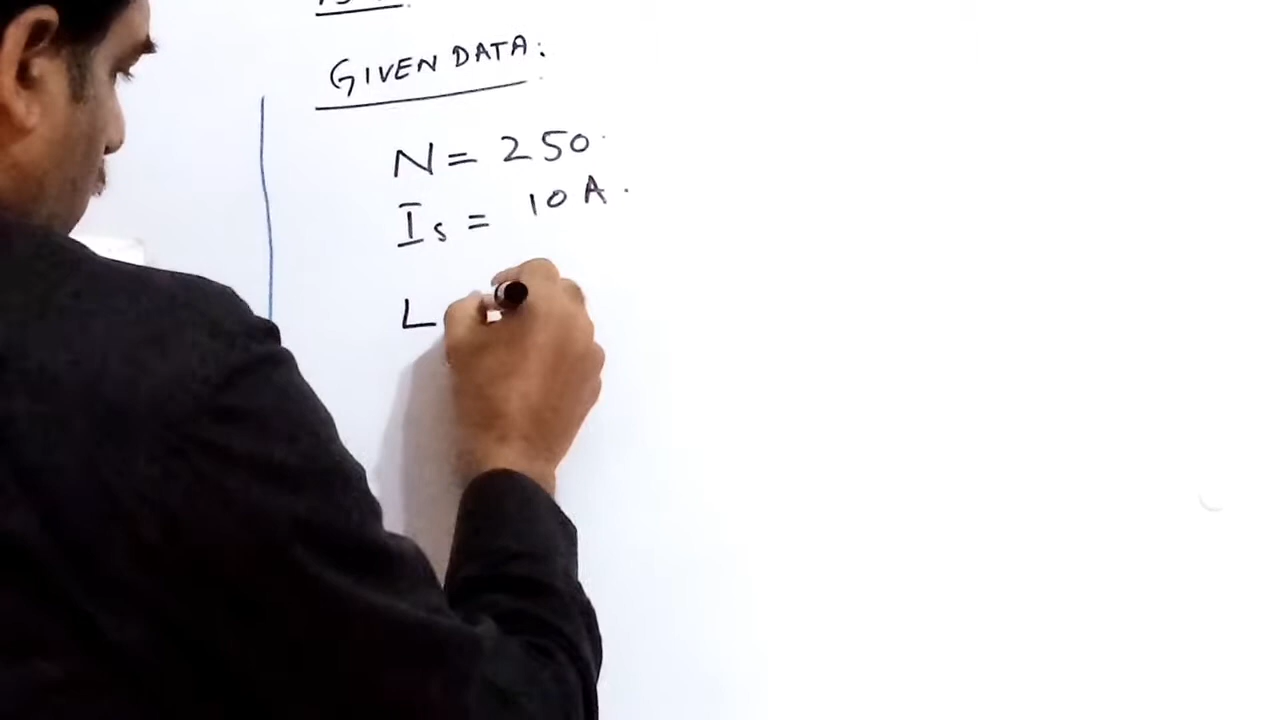 GIVEN DATA:
N = 250
Is = 10 A.
L